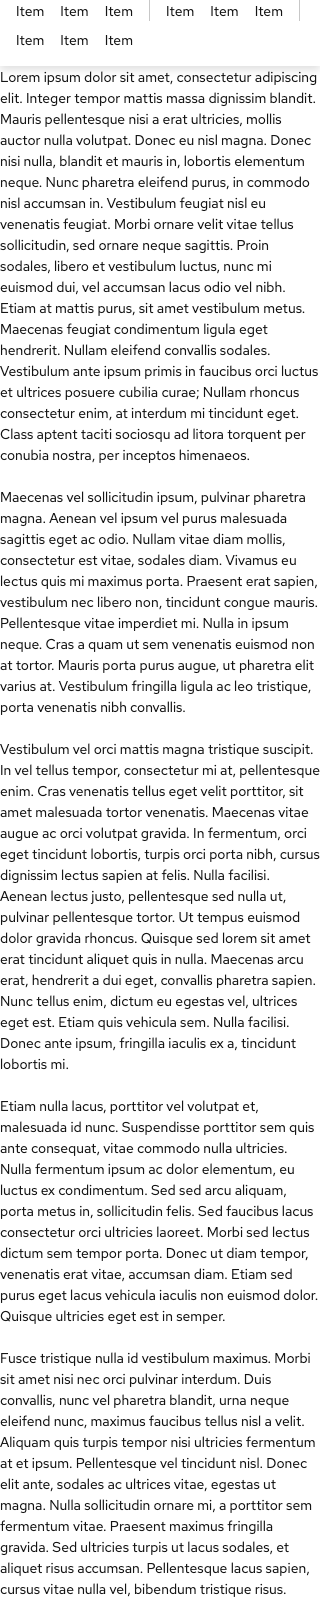 Item Item Item Item Item Item
Item Item Item
Lorem ipsum dolor sit amet, consectetur adipiscing
elit. Integer tempor mattis massa dignissim blandit.
Mauris pellentesque nisi a erat ultricies, mollis
auctor nulla volutpat. Donec eu nisl magna. Donec
nisi nulla, blandit et mauris in, lobortis elementum
neque. Nunc pharetra eleifend purus, in commodo
nisl accumsan in. Vestibulum feugiat nisl eu
venenatis feugiat. Morbi ornare velit vitae tellus
sollicitudin, sed ornare neque sagittis. Proin
sodales, libero et vestibulum luctus, nunc mi
euismod dui, vel accumsan lacus odio vel nibh.
Etiam at mattis purus, sit amet vestibulum metus.
Maecenas feugiat condimentum ligula eget
hendrerit. Nullam eleifend convallis sodales.
Vestibulum ante ipsum primis in faucibus orci luctus
et ultrices posuere cubilia curae; Nullam rhoncus
consectetur enim, at interdum mi tincidunt eget.
Class aptent taciti sociosqu ad litora torquent per
conubia nostra, per inceptos himenaeos.
Maecenas vel sollicitudin ipsum, pulvinar pharetra
magna. Aenean vel ipsum vel purus malesuada
sagittis eget ac odio. Nullam vitae diam mollis,
consectetur est vitae, sodales diam. Vivamus eu
lectus quis mi maximus porta. Praesent erat sapien,
vestibulum nec libero non, tincidunt congue mauris.
Pellentesque vitae imperdiet mi. Nulla in ipsum
neque. Cras a quam ut sem venenatis euismod non
at tortor. Mauris porta purus augue, ut pharetra elit
varius at. Vestibulum fringilla ligula ac leo tristique,
porta venenatis nibh convallis.
Vestibulum vel orci mattis magna tristique suscipit.
In vel tellus tempor, consectetur mi at, pellentesque
enim. Cras venenatis tellus eget velit porttitor, sit
amet malesuada tortor venenatis. Maecenas vitae
augue ac orci volutpat gravida. In fermentum, orci
eget tincidunt lobortis, turpis orci porta nibh, cursus
dignissim lectus sapien at felis. Nulla facilisi.
Aenean lectus justo, pellentesque sed nulla ut,
pulvinar pellentesque tortor. Ut tempus euismod
dolor gravida rhoncus. Quisque sed lorem sit amet
erat tincidunt aliquet quis in nulla. Maecenas arcu
erat, hendrerit a dui eget, convallis pharetra sapien.
Nunc tellus enim, dictum eu egestas vel, ultrices
eget est. Etiam quis vehicula sem. Nulla facilisi.
Donec ante ipsum, fringilla iaculis ex a, tincidunt
lobortis mi.
Etiam nulla lacus, porttitor vel volutpat et,
malesuada id nunc. Suspendisse porttitor sem quis
ante consequat, vitae commodo nulla ultricies.
Nulla fermentum ipsum ac dolor elementum, eu
luctus ex condimentum. Sed sed arcu aliquam,
porta metus in, sollicitudin felis. Sed faucibus lacus
consectetur orci ultricies laoreet. Morbi sed lectus
dictum sem tempor porta. Donec ut diam tempor,
venenatis erat vitae, accumsan diam. Etiam sed
purus eget lacus vehicula iaculis non euismod dolor.
Quisque ultricies eget est in semper.
Fusce tristique nulla id vestibulum maximus. Morbi
sit amet nisi nec orci pulvinar interdum. Duis
convallis, nunc vel pharetra blandit, urna neque
eleifend nunc, maximus faucibus tellus nisl a velit.
Aliquam quis turpis tempor nisi ultricies fermentum
at et ipsum. Pellentesque vel tincidunt nisl. Donec
elit ante, sodales ac ultrices vitae, egestas ut
magna. Nulla sollicitudin ornare mi, a porttitor sem
fermentum vitae. Praesent maximus fringilla
gravida. Sed ultricies turpis ut lacus sodales, et
aliquet risus accumsan. Pellentesque lacus sapien,
cursus vitae nulla vel, bibendum tristique risus.